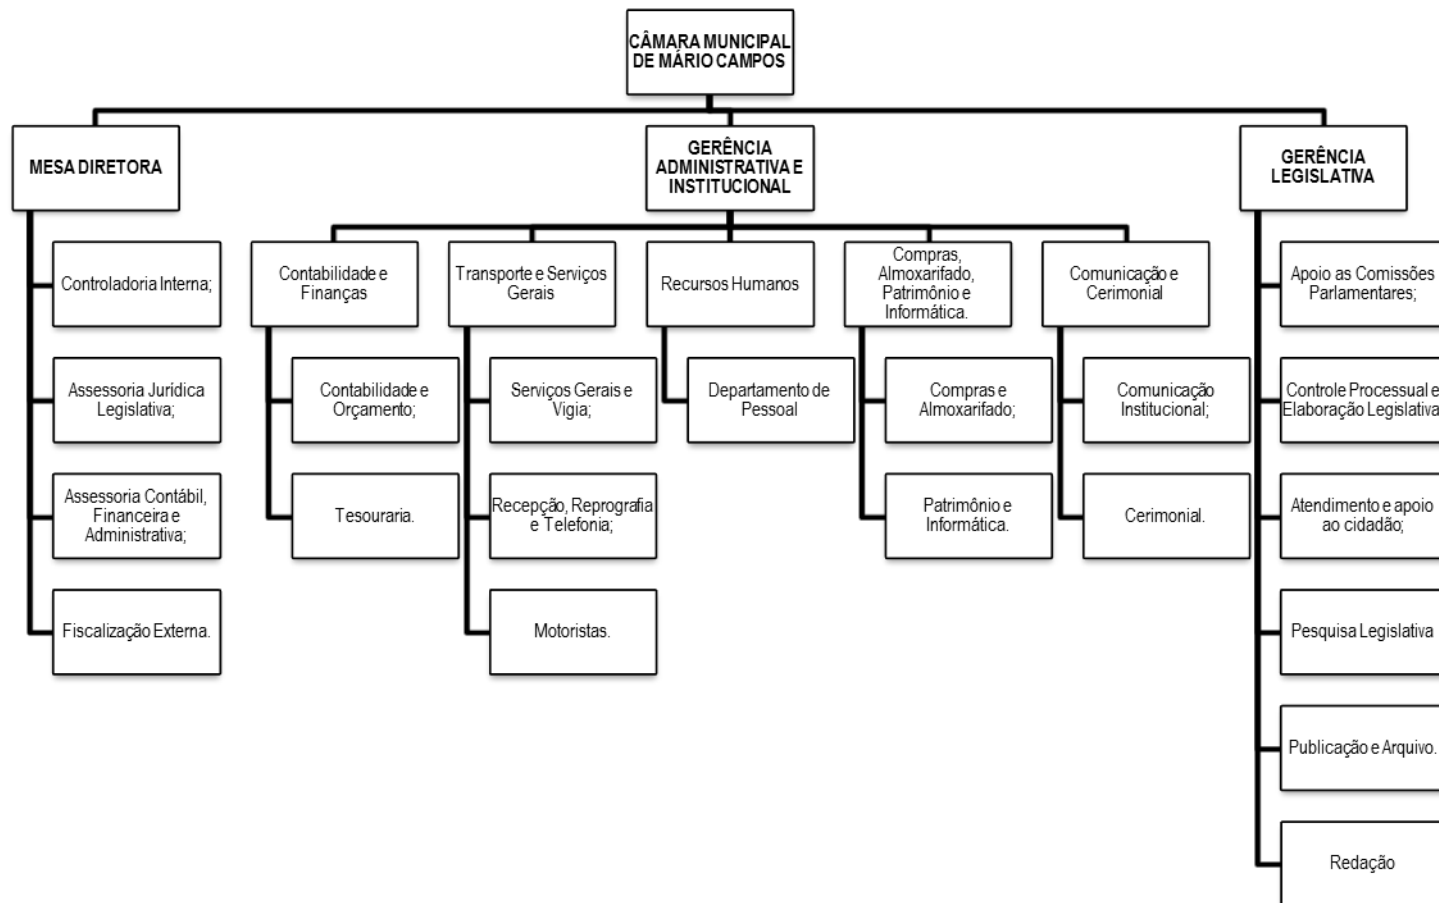 CÂMARA MUNICIPAL
DE MÁRIO CAMPOS
MESA DIRETORA
GERÊNCIA
ADMINISTRATIVA E
INSTITUCIONAL
GERÊNCIA
LEGISLATIVA
Controladoria Interna;
Assessoria Jurídica
Legislativa;
Assessoria Contábil,
Financeira e
Administrativa;
Fiscalização Externa.
Contabilidade e
Finanças
Contabilidade e
Orçamento;
Tesouraria.
Transporte e Serviços
Gerais
Serviços Gerais e
Vigia;
Recepção, Reprografia
e Telefonia;
Motoristas.
Recursos Humanos
Departamento de
Pessoal
Compras,
Almoxarifado,
Patrimônio e
Informática.
Compras e
Almoxarifado;
Patrimônio e
Informática.
Comunicação e
Cerimonial
Comunicação
Institucional;
Cerimonial.
Apoio as Comissões
Parlamentares;
Controle Processual e
Elaboração Legislativa
Atendimento e apoio
ao cidadão;
Pesquisa Legislativa
Publicação e Arquivo.
Redação